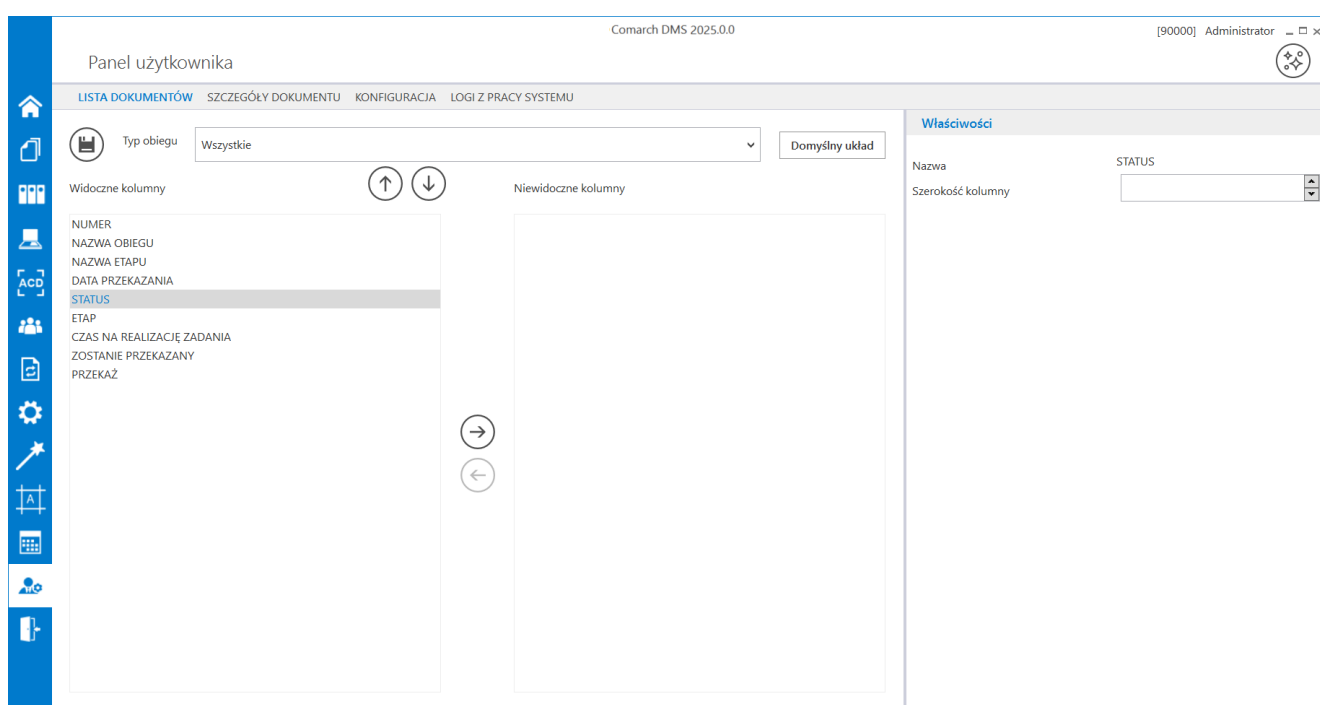 Comarch DMS 2025.0.0
[90000] Administrator
Panel użytkownika
LISTA DOKUMENTÓW SZCZEGÓŁY DOKUMENTU KONFIGURACJA LOGI Z PRACY SYSTEMU
Typ obiegu Wszystkie Domyślny układ
Widoczne kolumny Niewidoczne kolumny
NUMER
NAZWA OBIEGU
NAZWA ETAPU
DATA PRZEKAZANIA
STATUS
ETAP
CZAS NA REALIZACJĘ ZADANIA
ZOSTANIE PRZEKAZANY
PRZEKAŻ
Właściwości
Nazwa STATUS
Szerokość kolumny
ACD
A